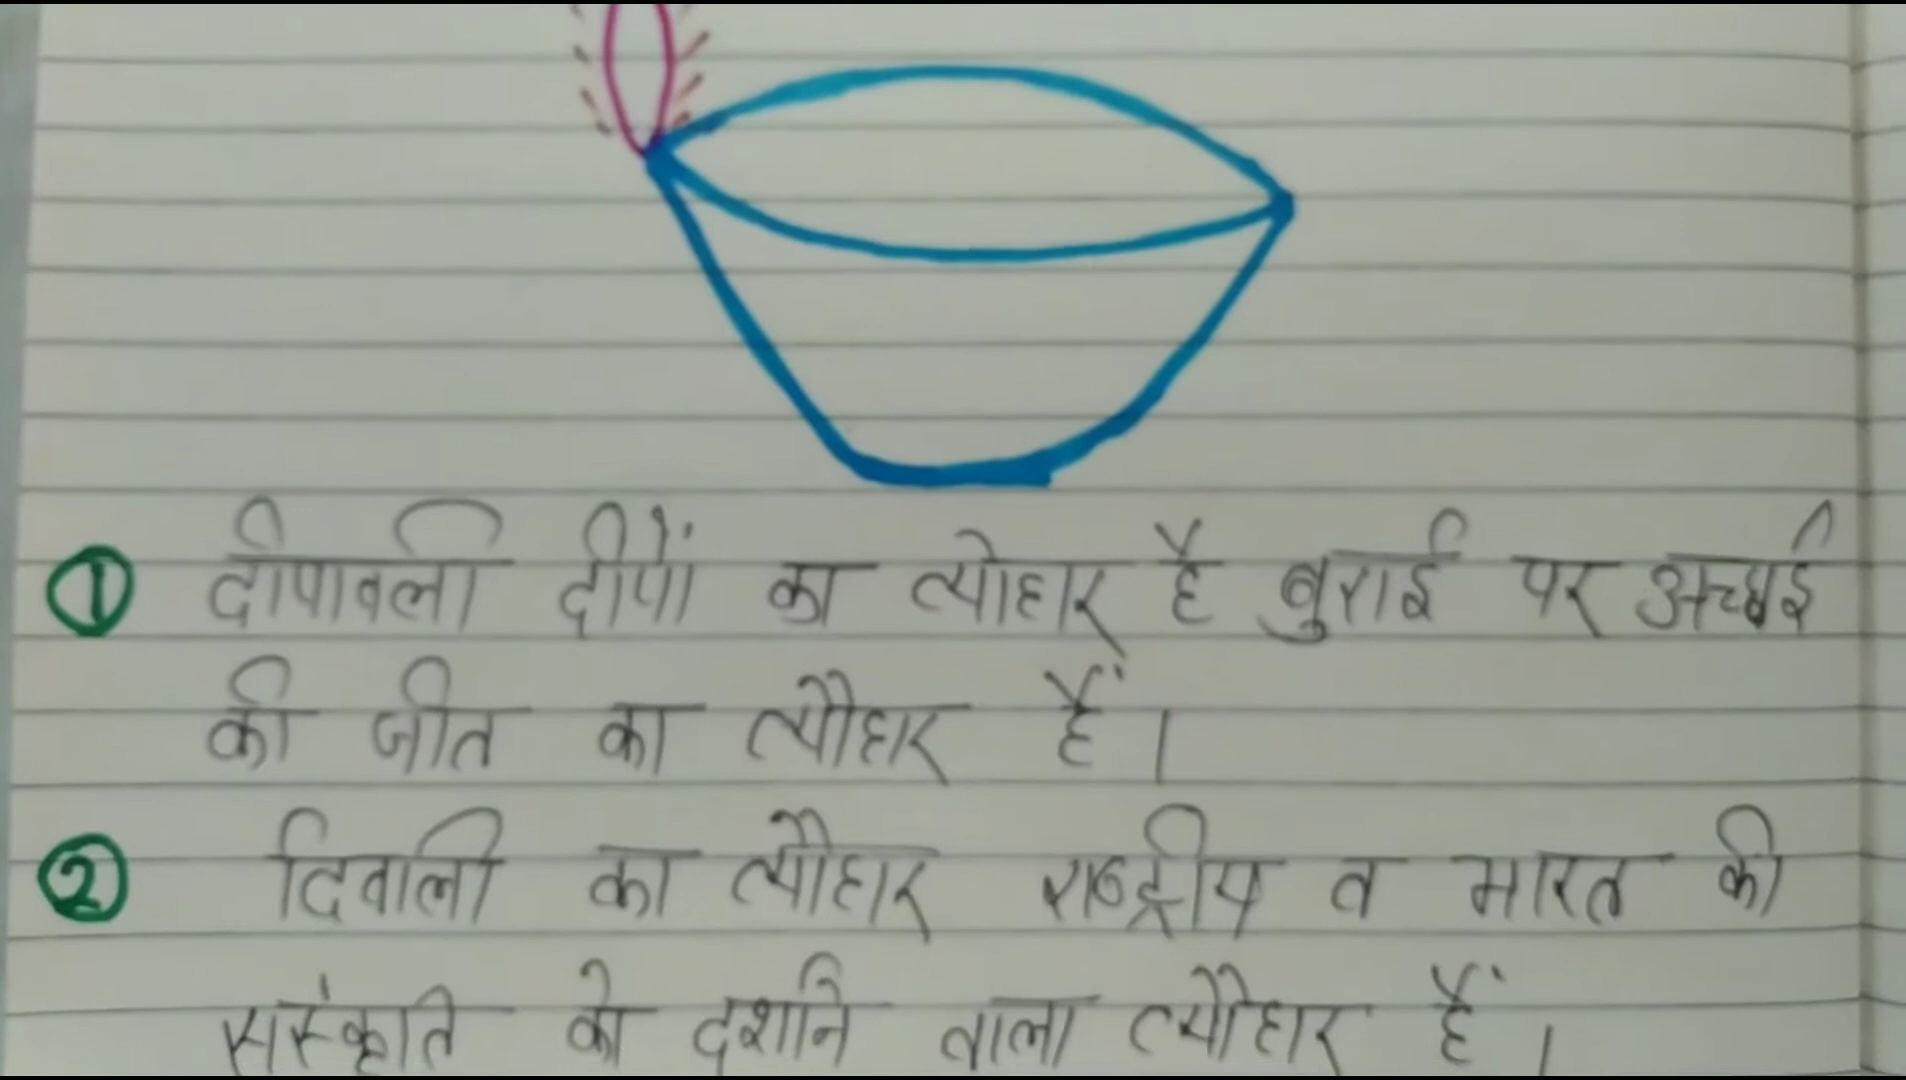 ① दीपावली दीपों का त्योहार है बुराई पर अच्छाई
की जीत का त्यौहार हैं।
② दिवाली का त्यौहार राष्ट्रीय व भारत की
संस्कृति को दर्शाने वाला त्यौहार हैं।